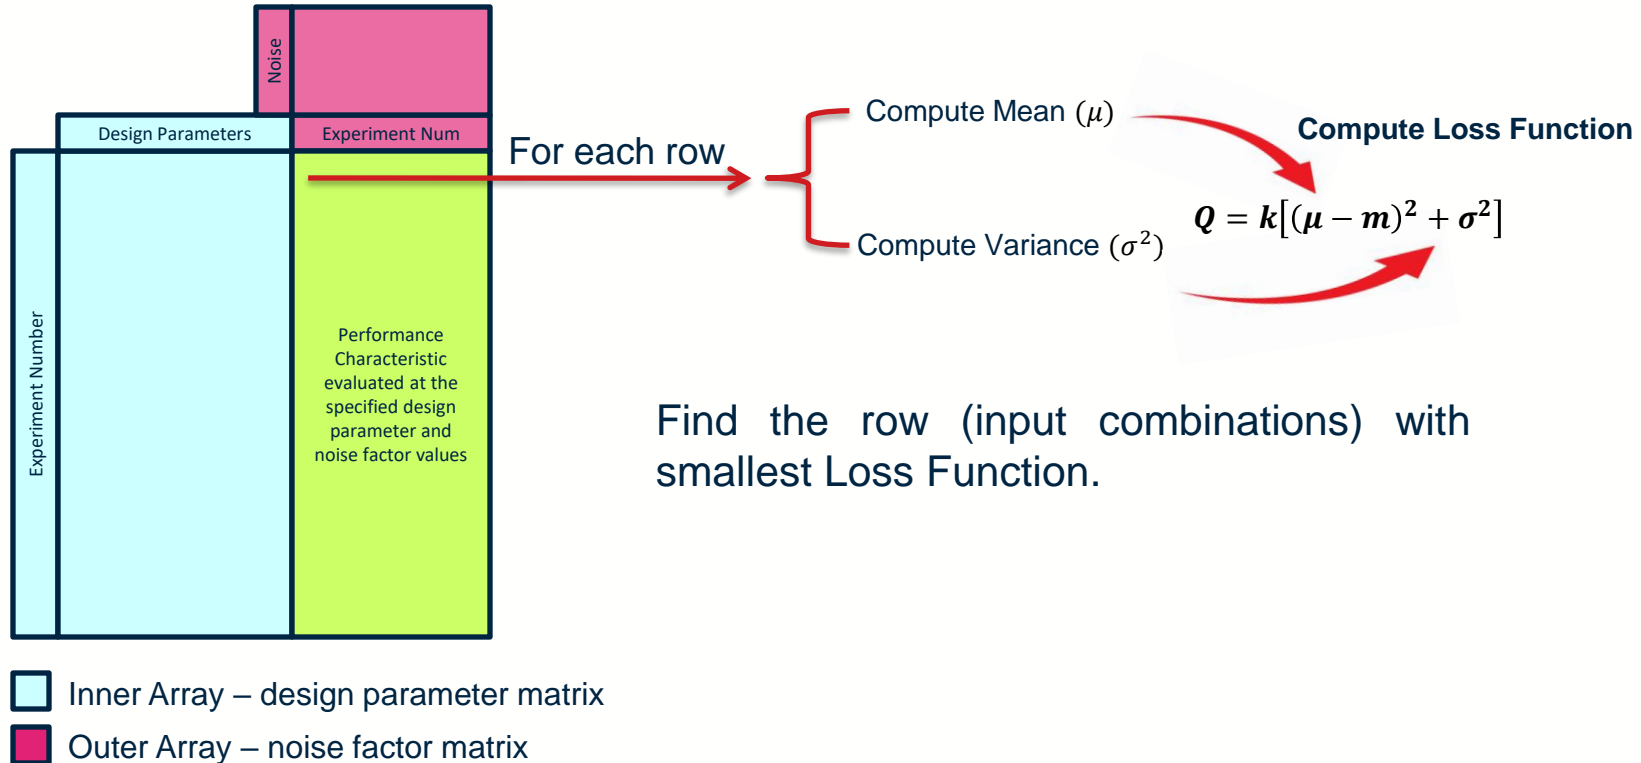 Noise
Design Parameters
Experiment Num
Experiment Number
Performance
Characteristic
evaluated at the
specified design
parameter and
noise factor values
For each row
Compute Mean (μ)
Compute Variance (σ²)
Compute Loss Function
Q = k[(μ − m)² + σ²]
Find the row (input combinations) with
smallest Loss Function.
Inner Array – design parameter matrix
Outer Array – noise factor matrix